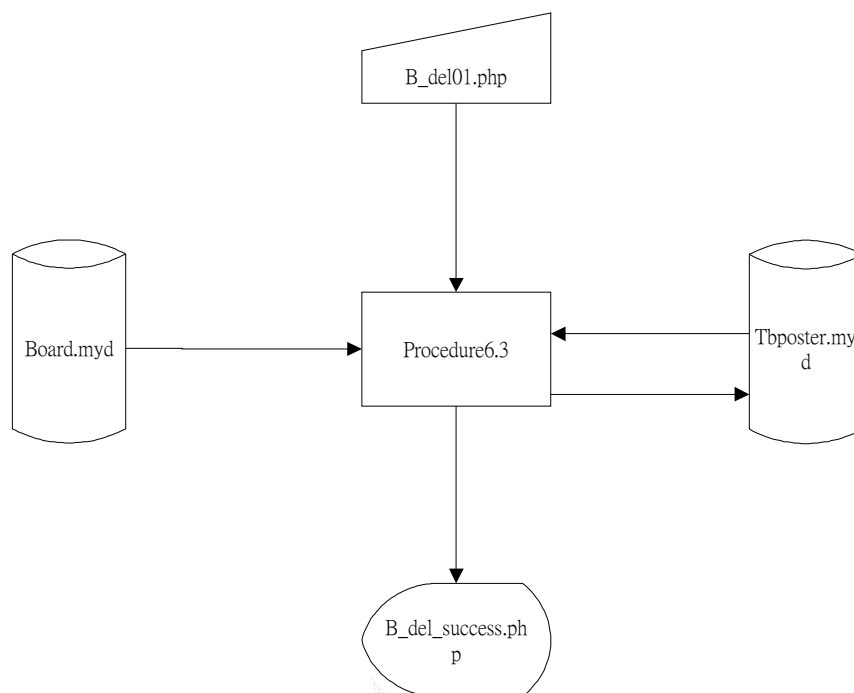 B_del01.php
Board.myd
Procedure6.3
Tbposter.my
d
B_del_success.ph
p